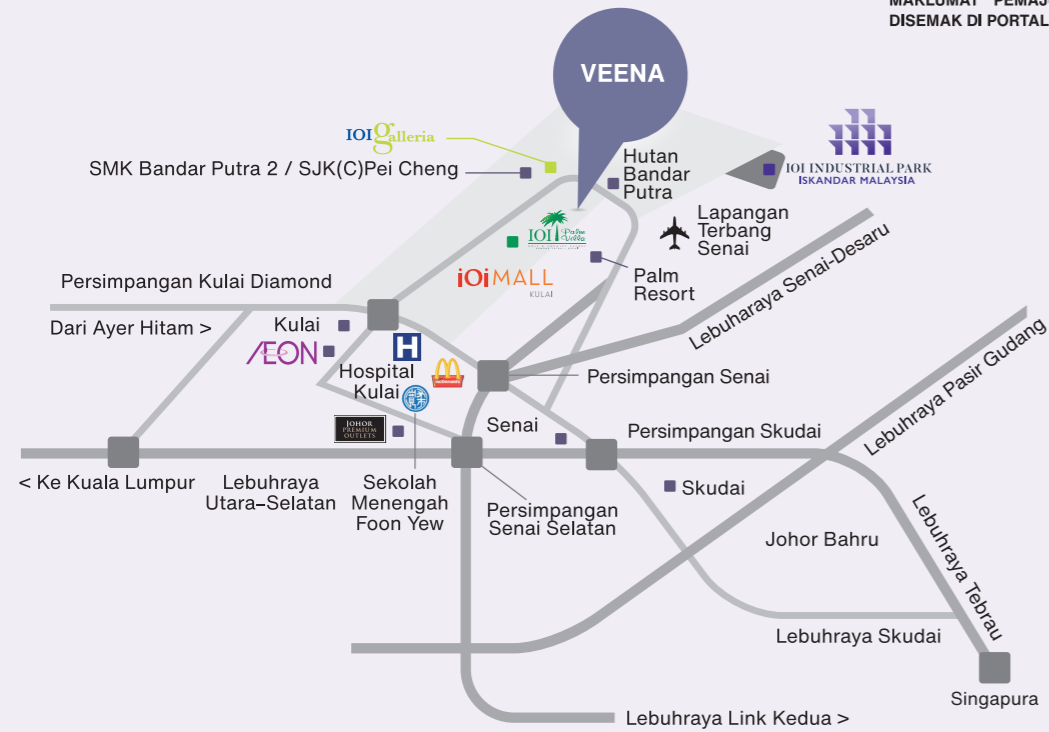 MAKLUMAT PEMAJ
DISEMAK DI PORTAL
VEENA
IOI galleria
SMK Bandar Putra 2 / SJK(C)Pei Cheng
Hutan
Bandar
Putra
IOI INDUSTRIAL PARK
ISKANDAR MALAYSIA
IOI Palm Villa
Lapangan
Terbang
Senai
iOi MALL
KULAI
Palm
Resort
Lebuharaya Senai-Desaru
Persimpangan Kulai Diamond
Dari Ayer Hitam >
Kulai
ÆON
H
Hospital
Kulai
McDonald's
Persimpangan Senai
Lebuhraya Pasir Gudang
JOHOR
PREMIUM
OUTLETS
Senai
Persimpangan Skudai
< Ke Kuala Lumpur
Lebuhraya
Utara–Selatan
Sekolah
Menengah
Foon Yew
Persimpangan
Senai Selatan
Skudai
Johor Bahru
Lebuhraya Tebrau
Lebuhraya Skudai
Singapura
Lebuhraya Link Kedua >